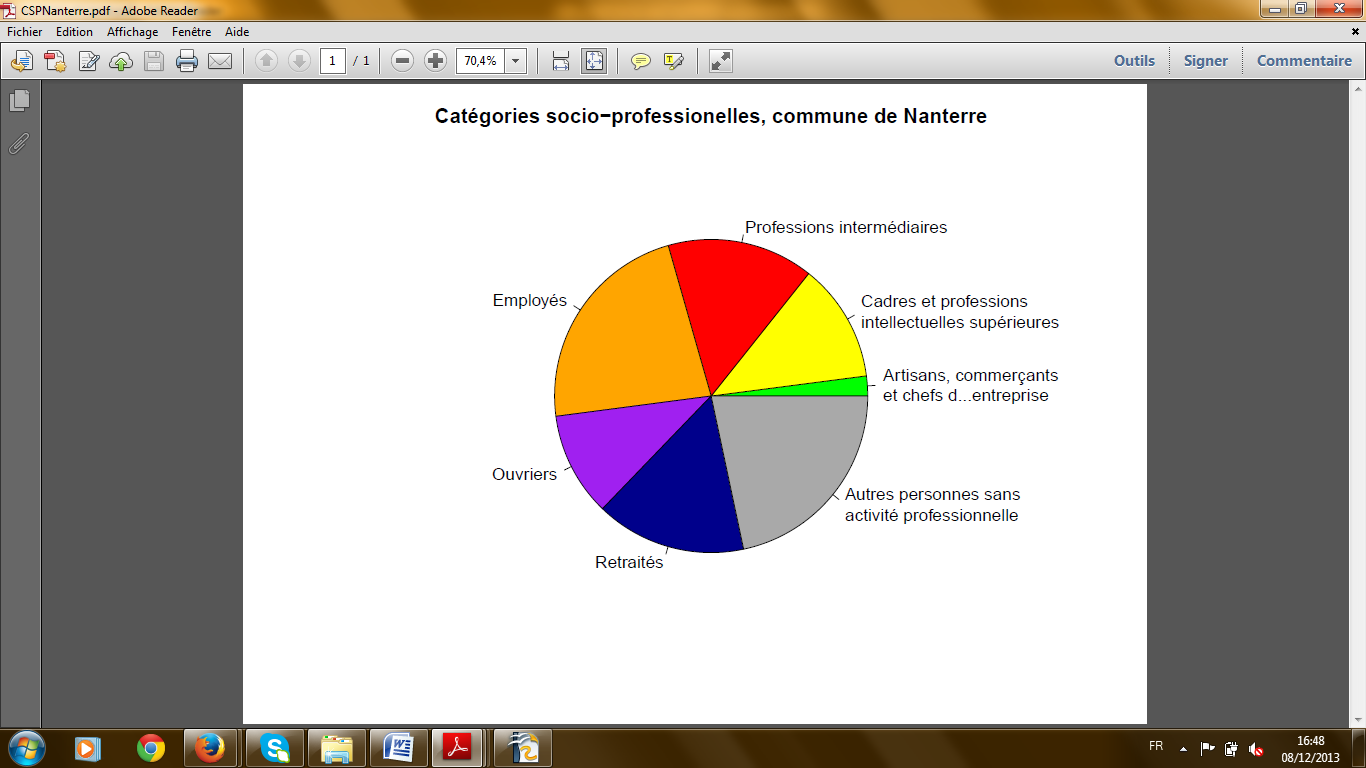 CSPNanterre.pdf - Adobe Reader
Fichier Edition Affichage Fenêtre Aide
1 / 1 70,4% Outils Signer Commentaire
Catégories socio−professionelles, commune de Nanterre
Professions intermédiaires
Employés
Cadres et professions
intellectuelles supérieures
Artisans, commerçants
et chefs d...entreprise
Ouvriers
Autres personnes sans
activité professionnelle
Retraités
FR 16:48
08/12/2013